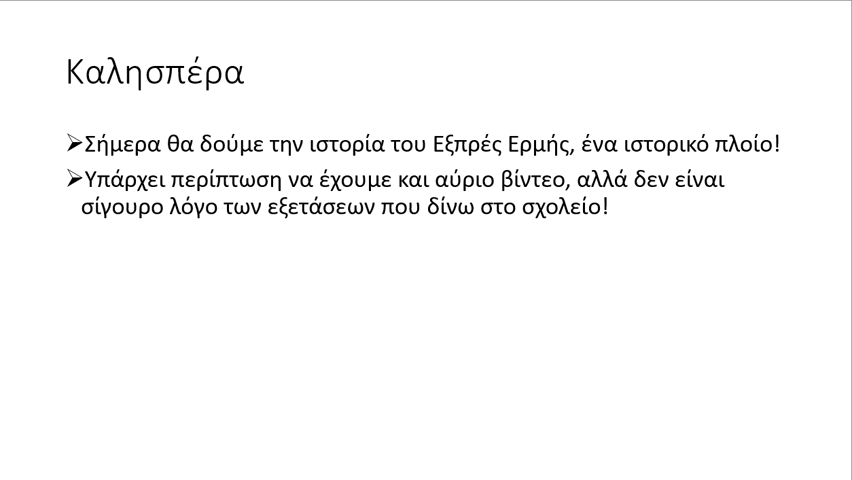 Καλησπέρα
➢Σήμερα θα δούμε την ιστορία του Εξπρές Ερμής, ένα ιστορικό πλοίο!
➢Υπάρχει περίπτωση να έχουμε και αύριο βίντεο, αλλά δεν είναι
σίγουρο λόγο των εξετάσεων που δίνω στο σχολείο!